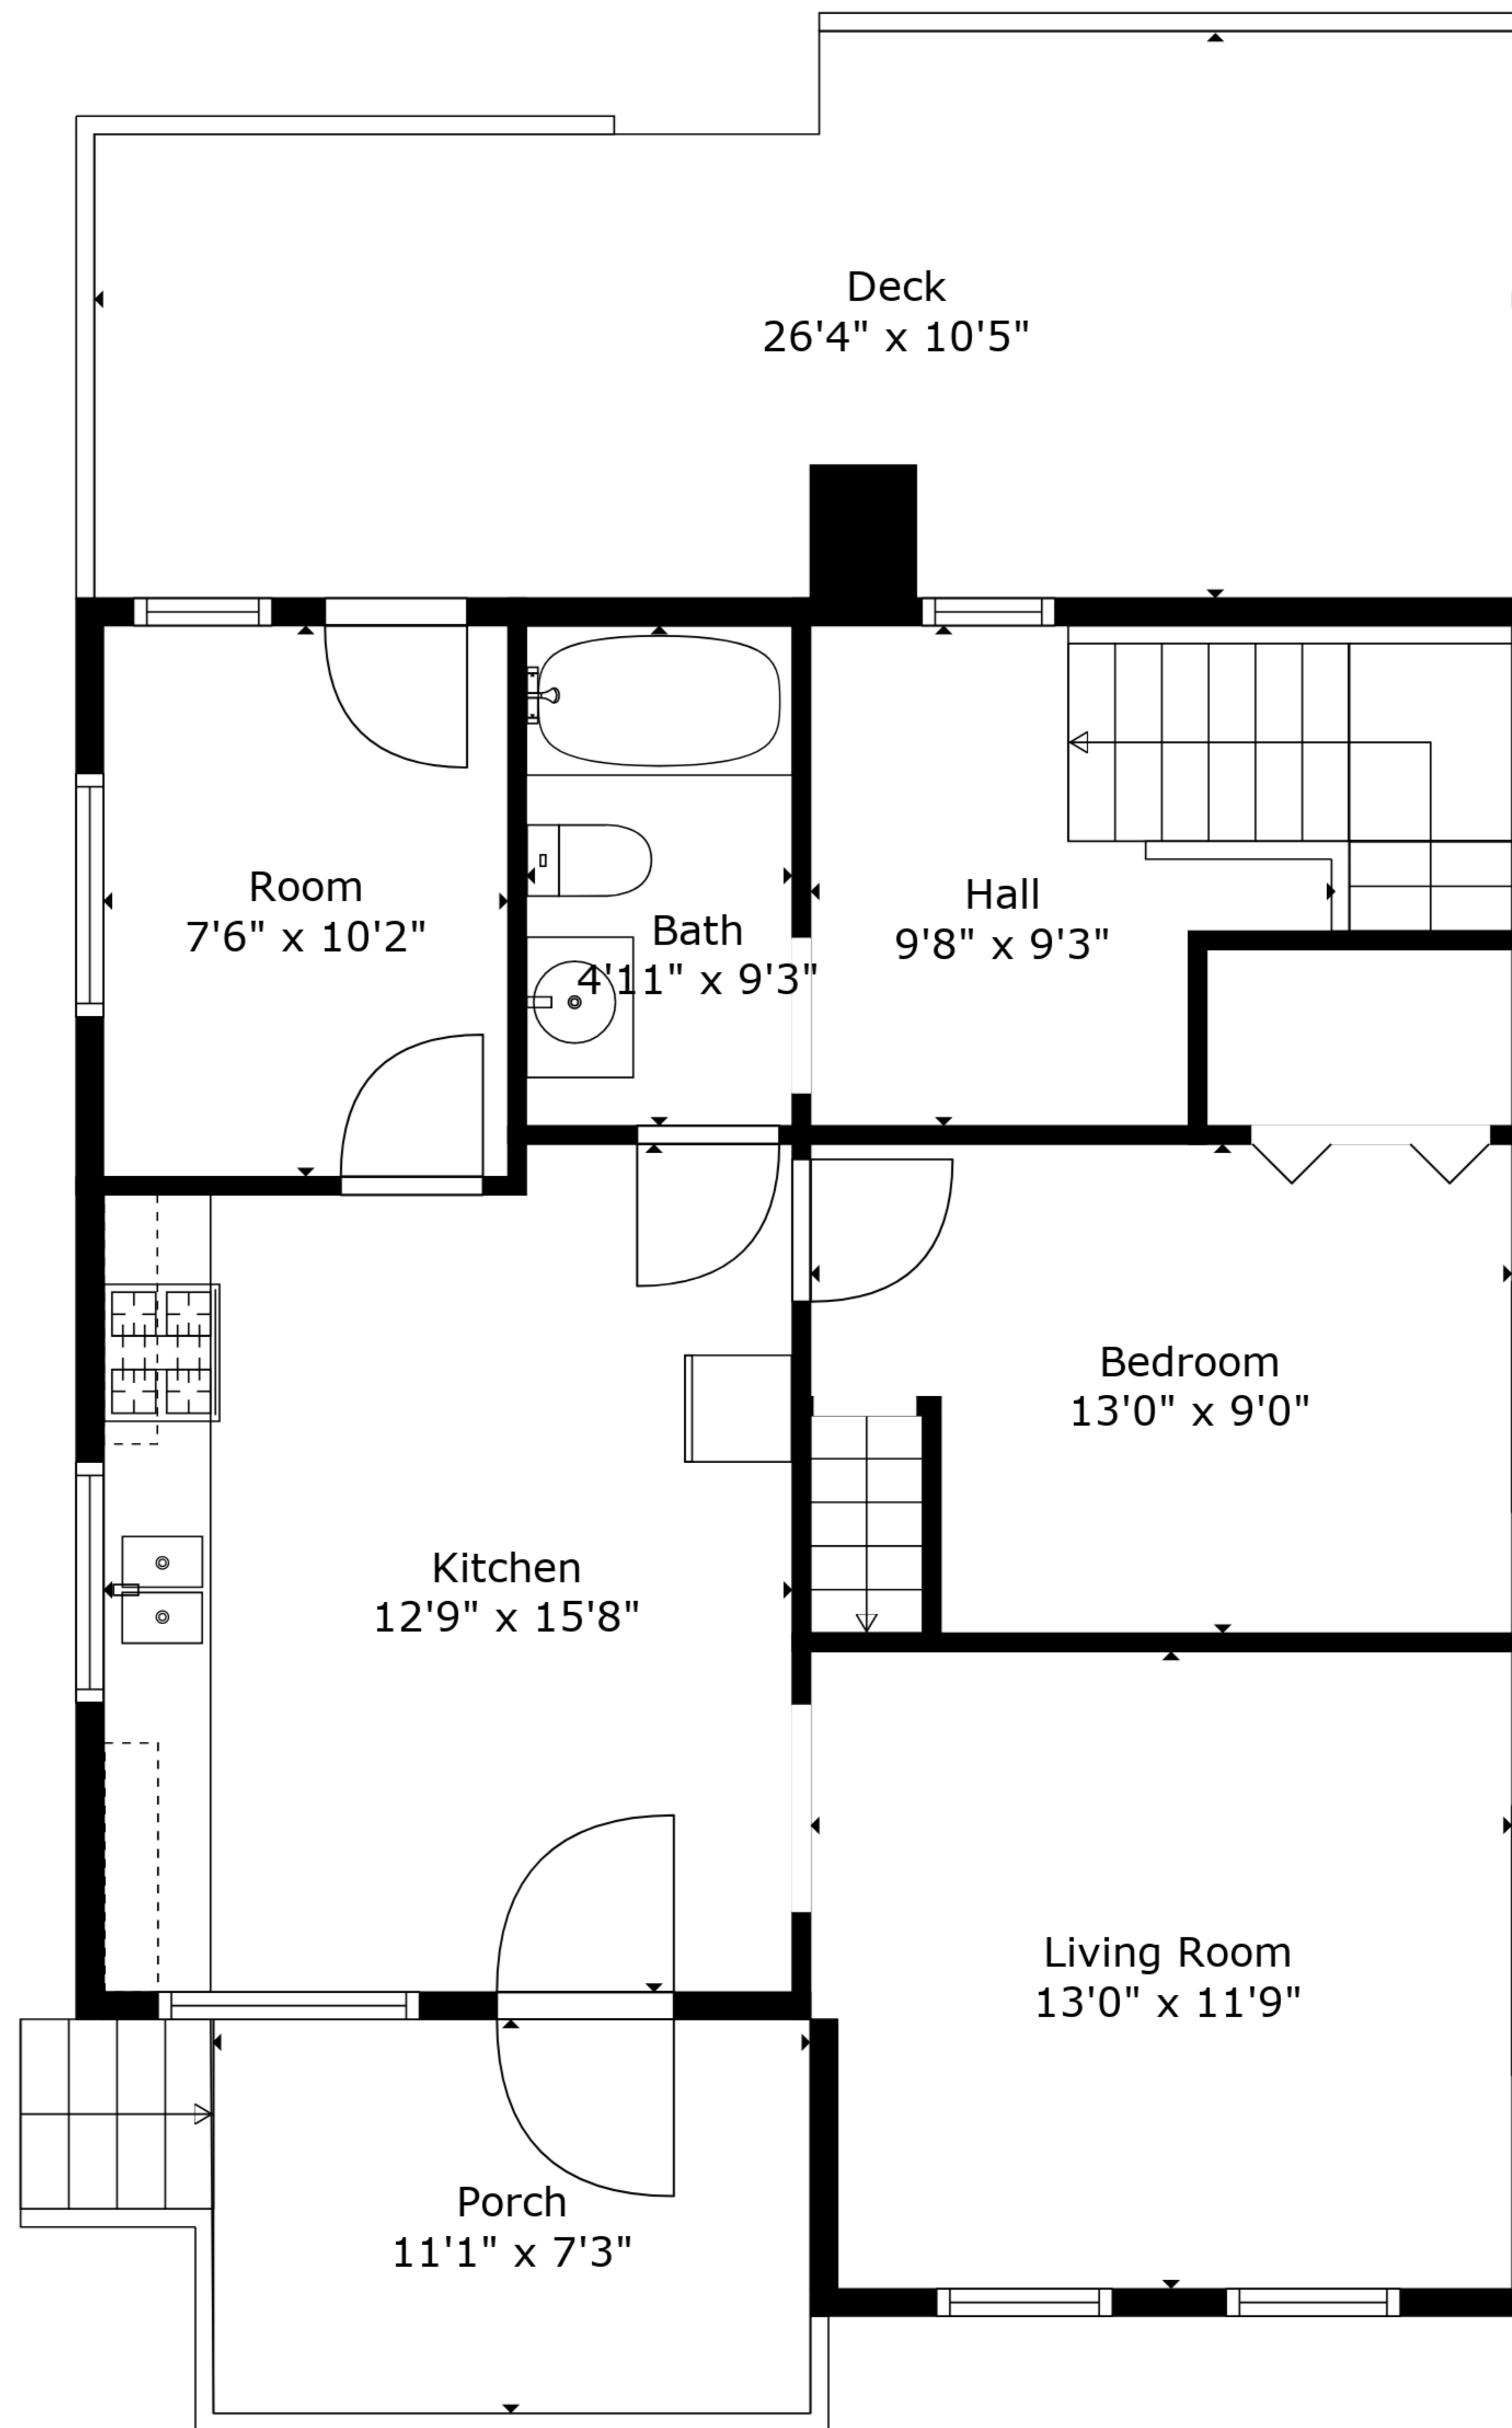 Deck
26'4" x 10'5"
Room
7'6" x 10'2"
Bath
4'11" x 9'3"
Hall
9'8" x 9'3"
Bedroom
13'0" x 9'0"
Kitchen
12'9" x 15'8"
Living Room
13'0" x 11'9"
Porch
11'1" x 7'3"